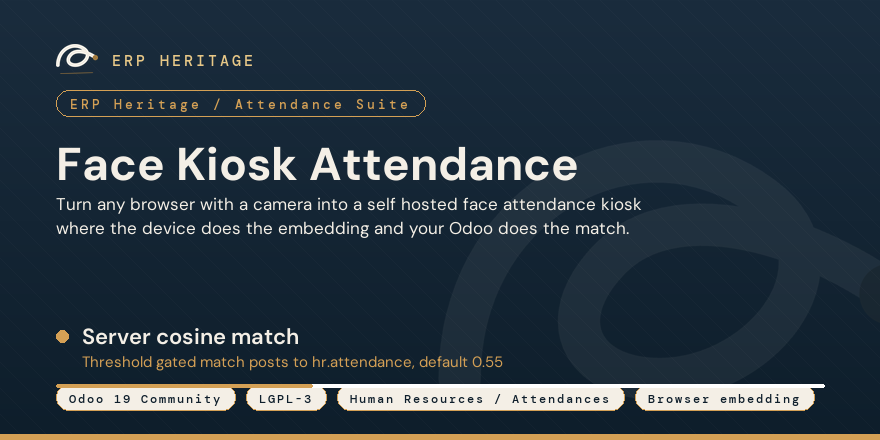 ERP HERITAGE
ERP Heritage / Attendance Suite
Face Kiosk Attendance
Turn any browser with a camera into a self hosted face attendance kiosk
where the device does the embedding and your Odoo does the match.
Server cosine match
Threshold gated match posts to hr.attendance, default 0.55
Odoo 19 Community LGPL-3 Human Resources / Attendances Browser embedding